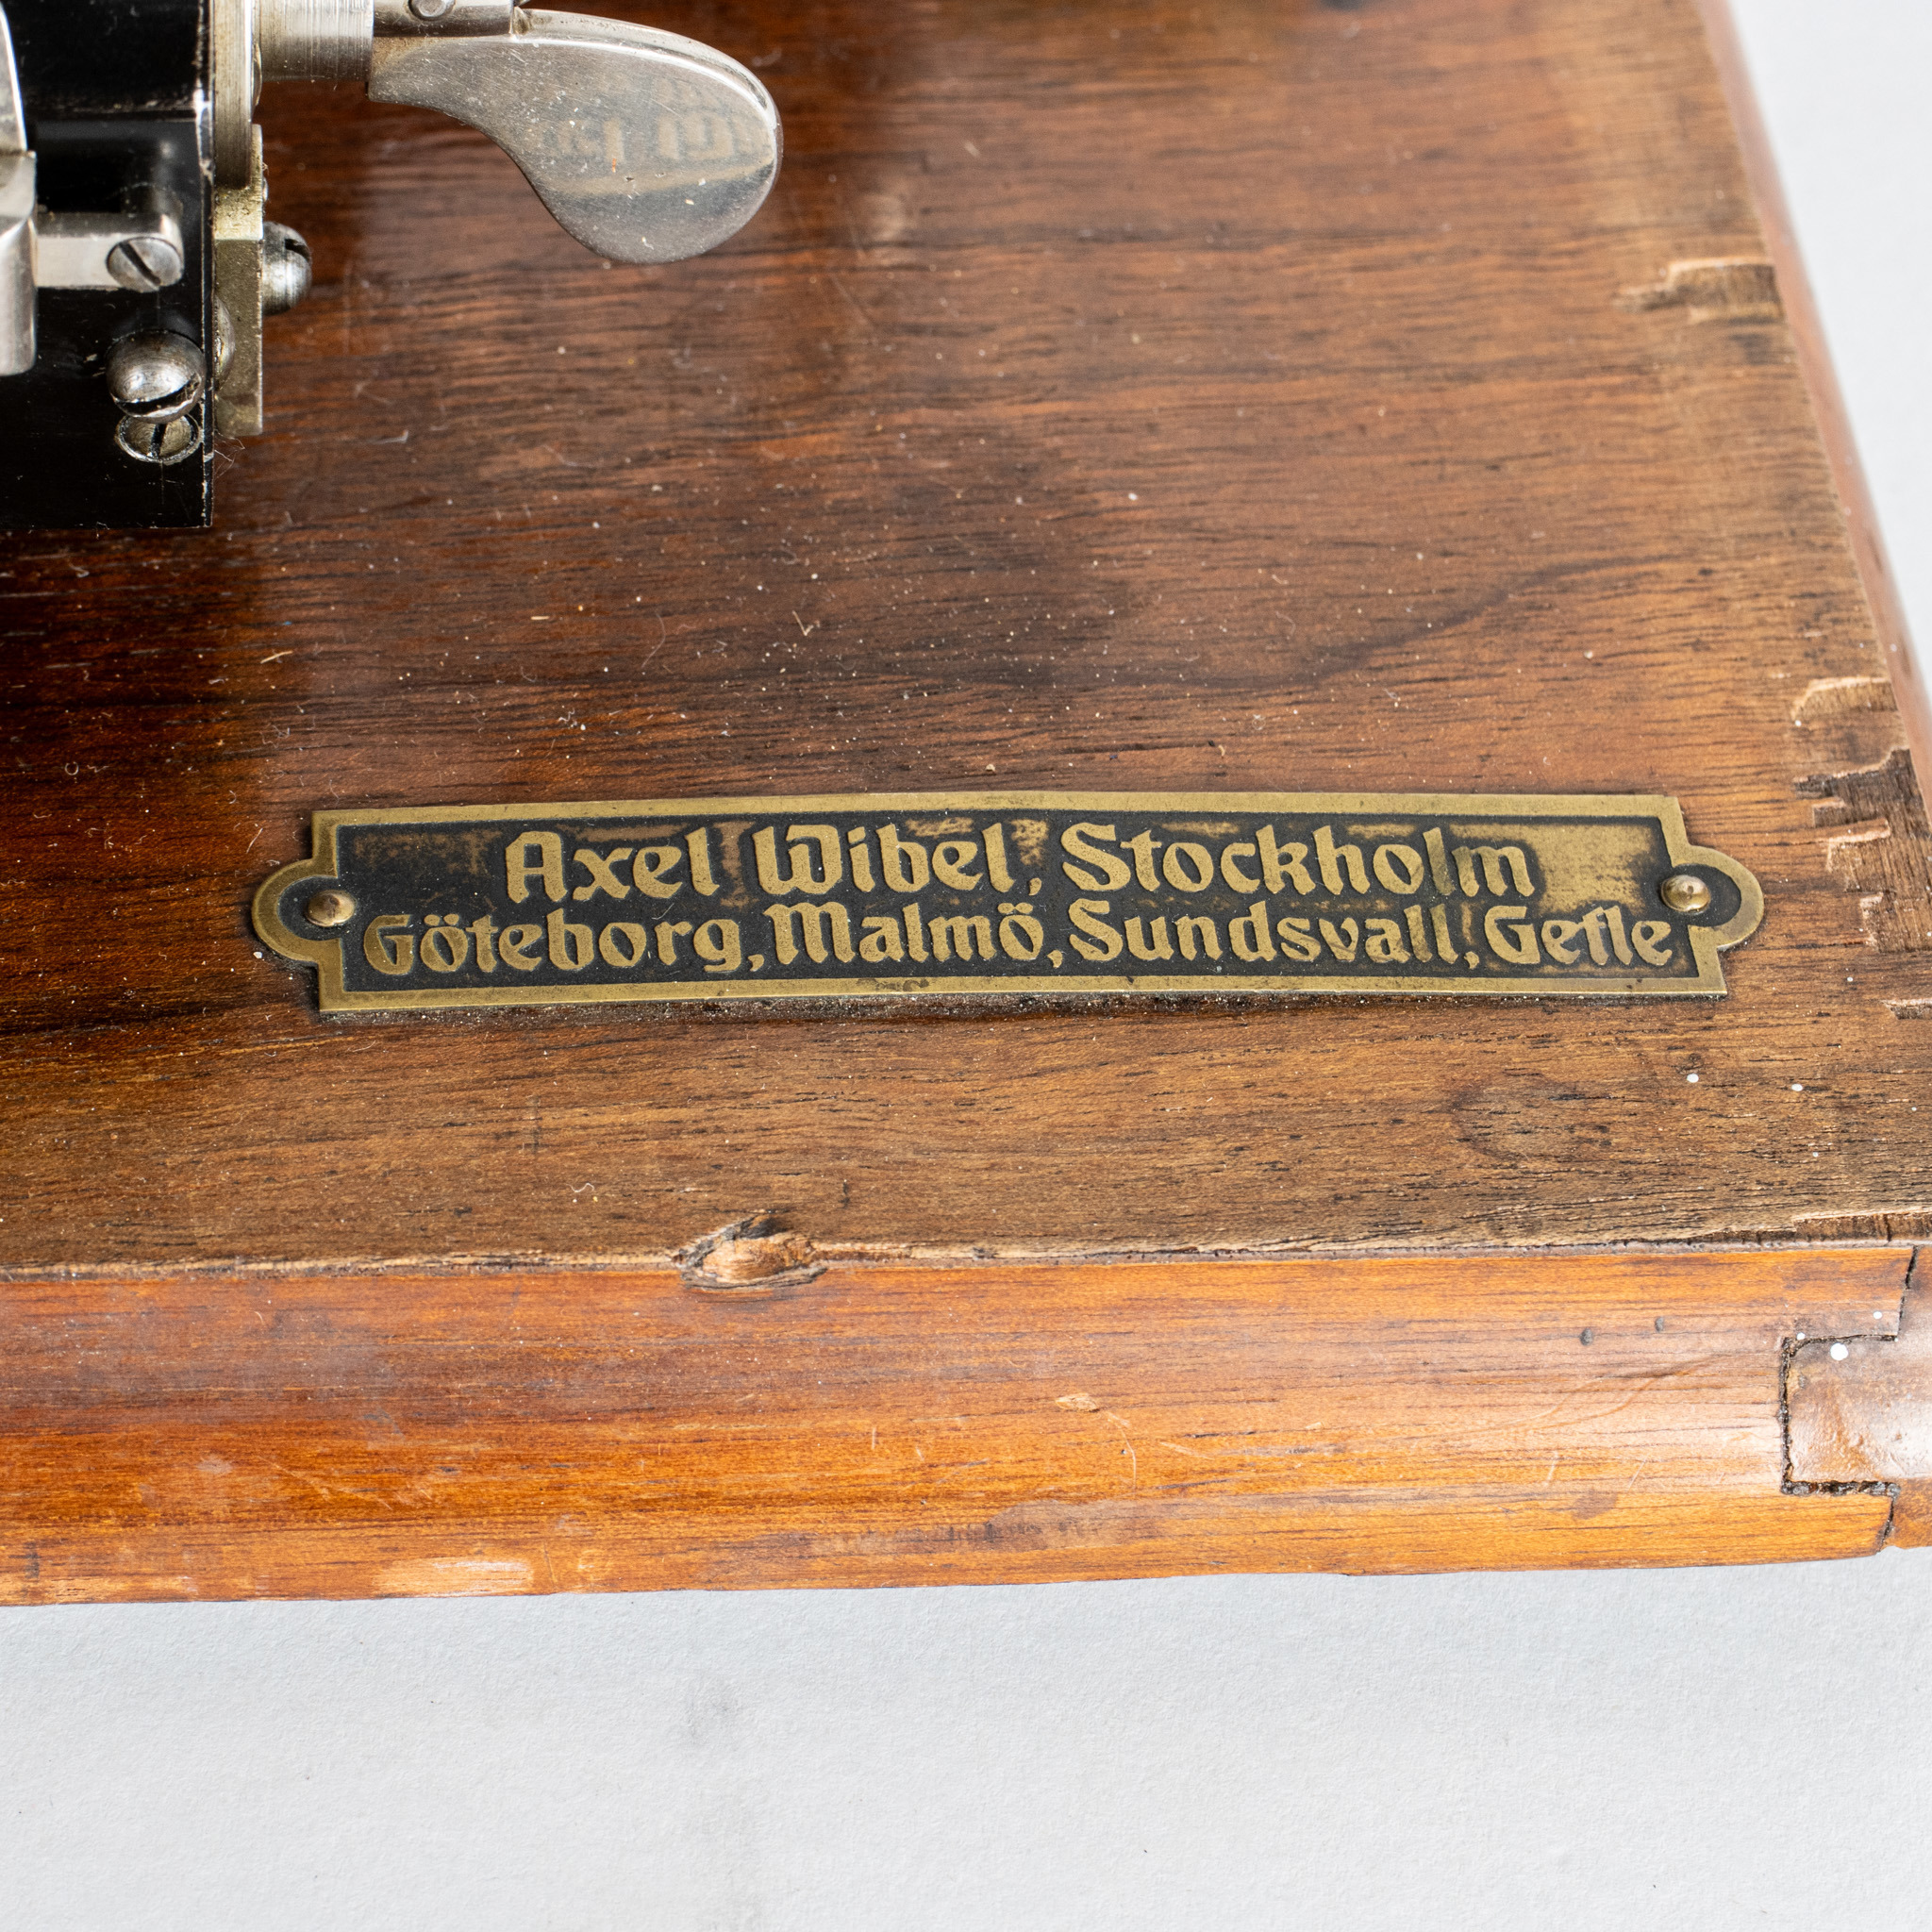 Axel Wibel, Stockholm
Göteborg, Malmö, Sundsvall, Gefle